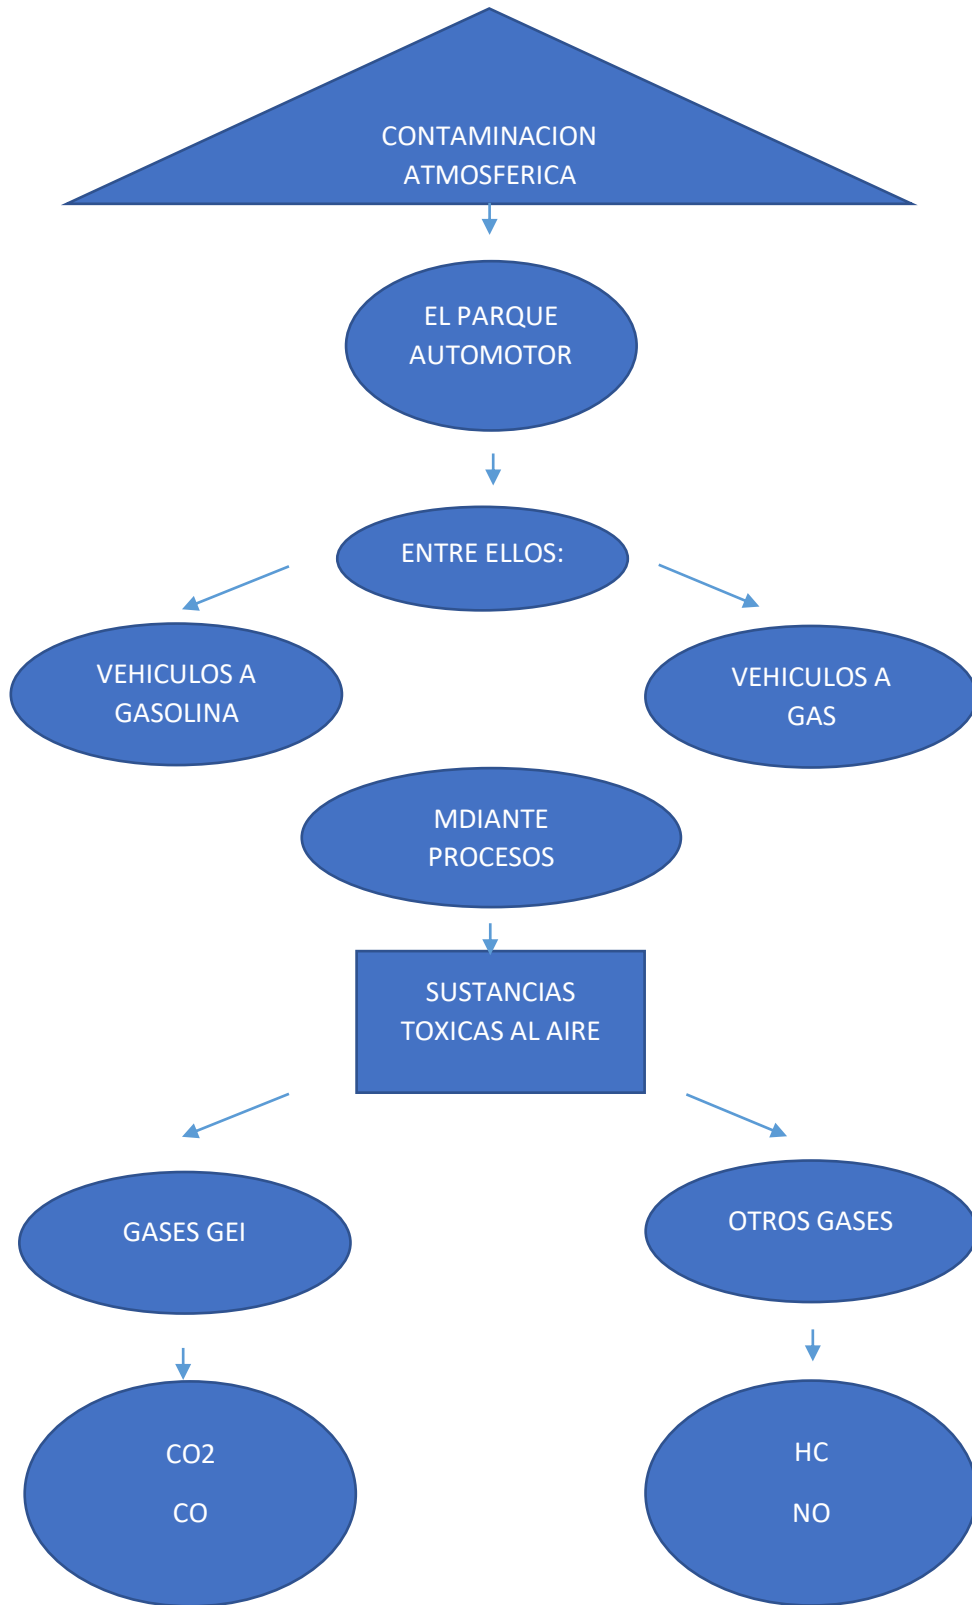 CONTAMINACION
ATMOSFERICA
EL PARQUE
AUTOMOTOR
ENTRE ELLOS:
VEHICULOS A
GASOLINA
VEHICULOS A
GAS
MDIANTE
PROCESOS
SUSTANCIAS
TOXICAS AL AIRE
GASES GEI
OTROS GASES
CO2
CO
HC
NO